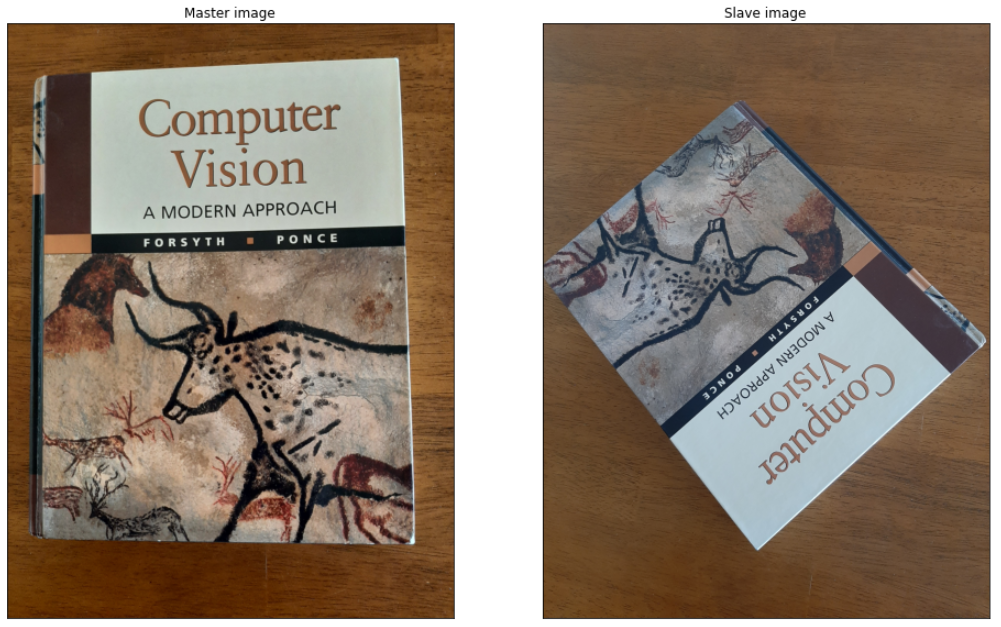 Master image
Computer
Vision
A MODERN APPROACH
FORSYTH ▪ PONCE
Slave image
Computer
Vision
A MODERN APPROACH
FORSYTH ▪ PONCE